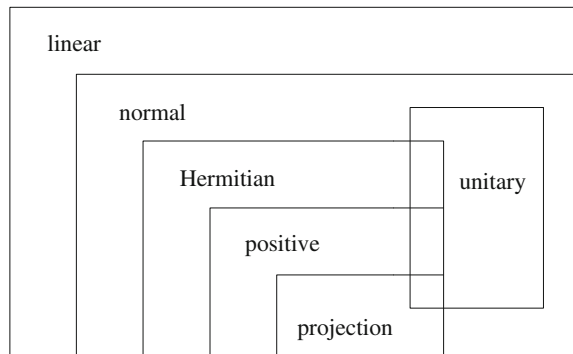 linear
normal
Hermitian
unitary
positive
projection